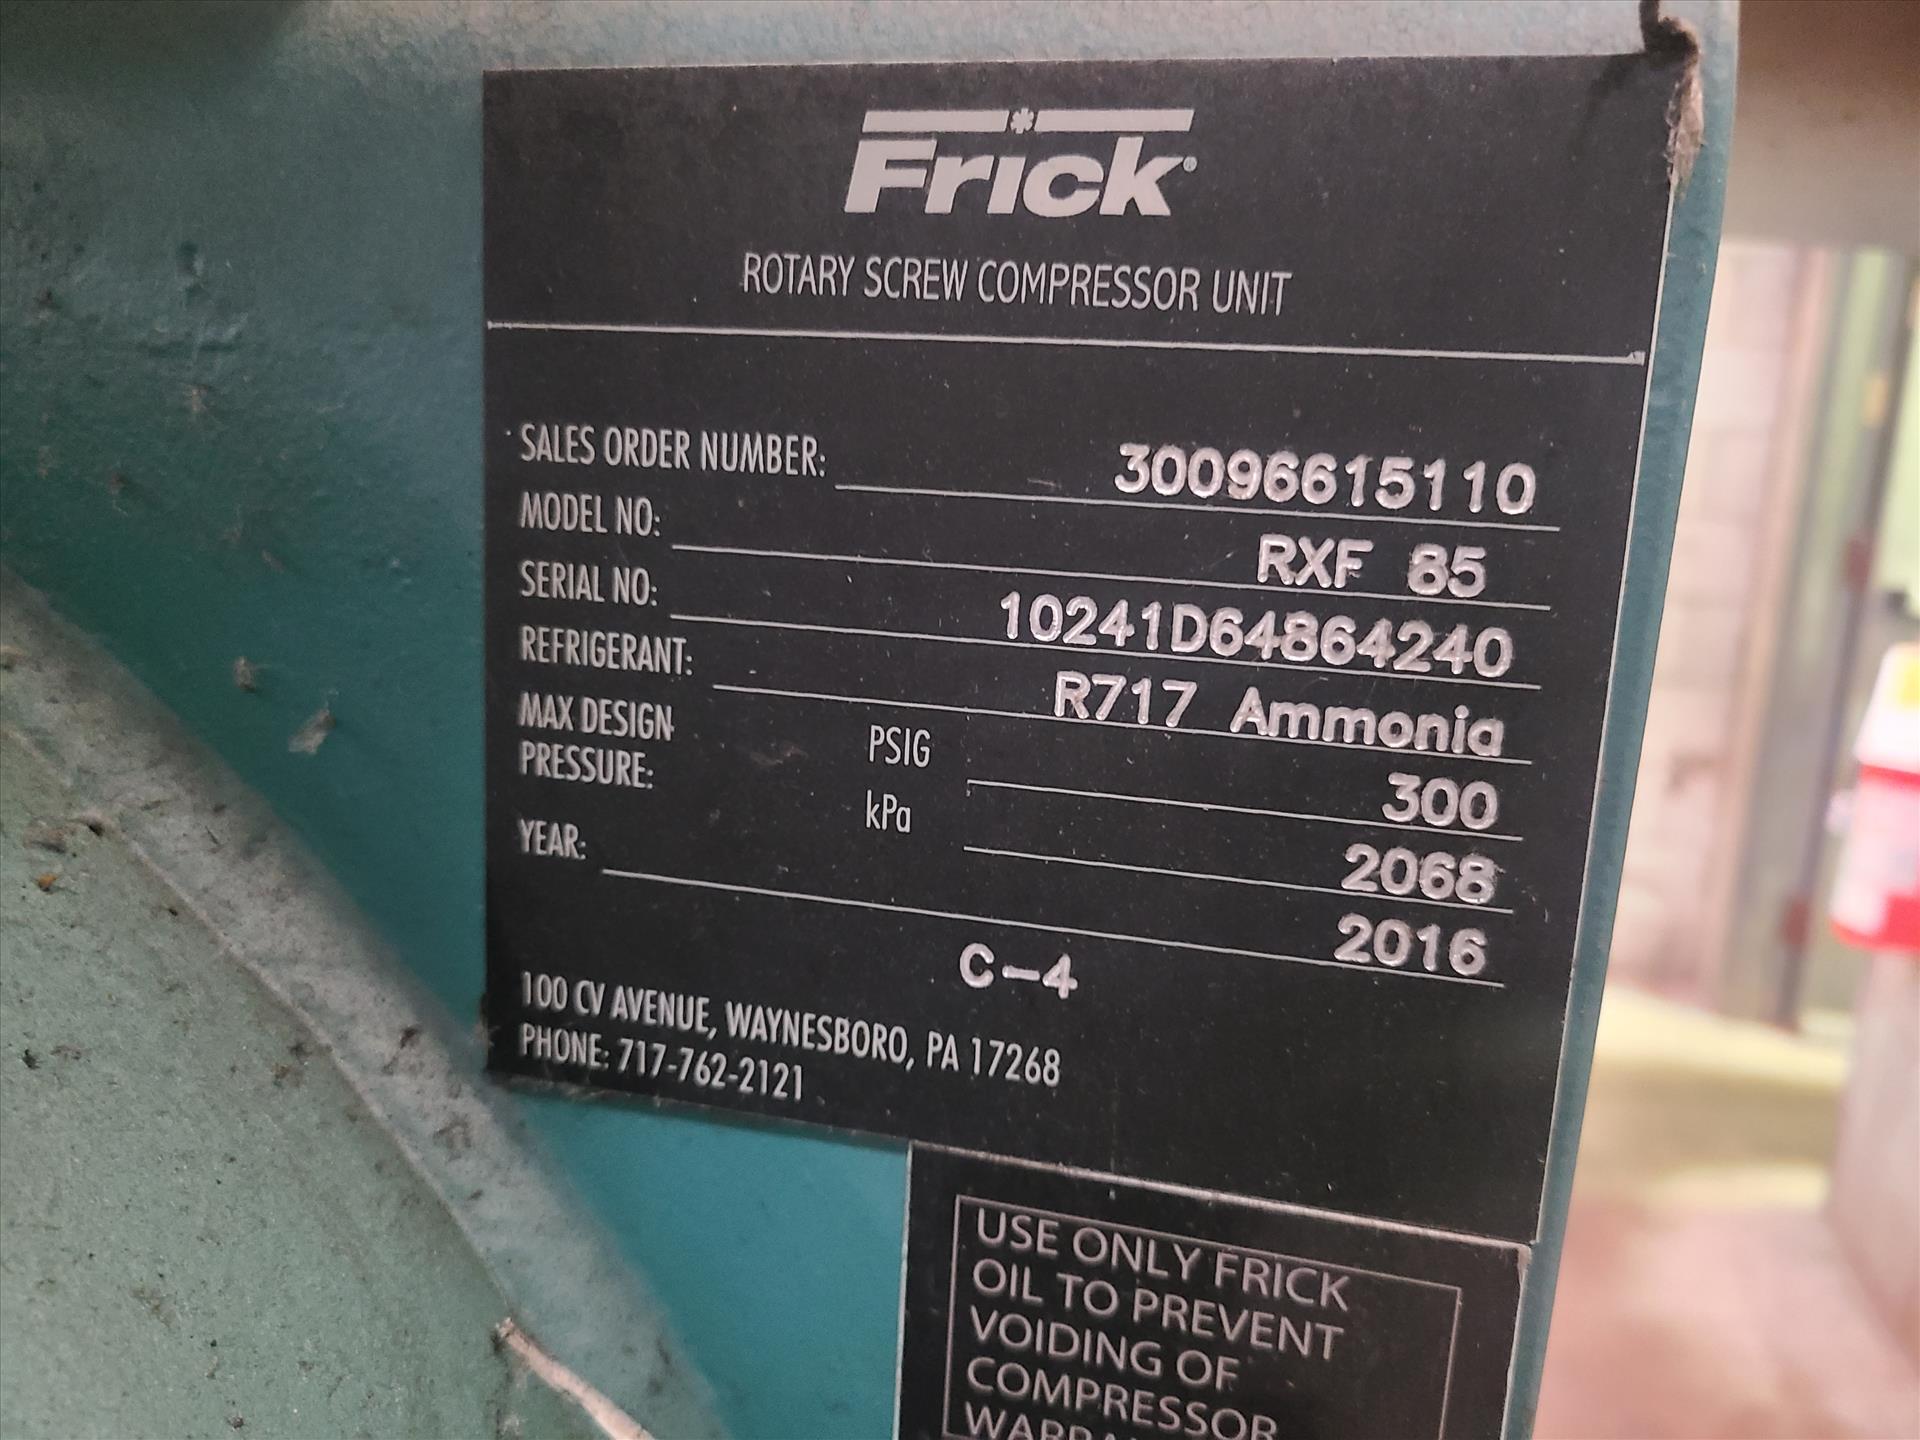 Frick®
ROTARY SCREW COMPRESSOR UNIT
SALES ORDER NUMBER: 30096615110
MODEL NO: RXF 85
SERIAL NO: 10241D64864240
REFRIGERANT: R717 Ammonia
MAX DESIGN
PRESSURE: PSIG 300
kPa 2068
YEAR: 2016
C-4
100 CV AVENUE, WAYNESBORO, PA 17268
PHONE: 717-762-2121
USE ONLY FRICK
OIL TO PREVENT
VOIDING OF
COMPRESSOR